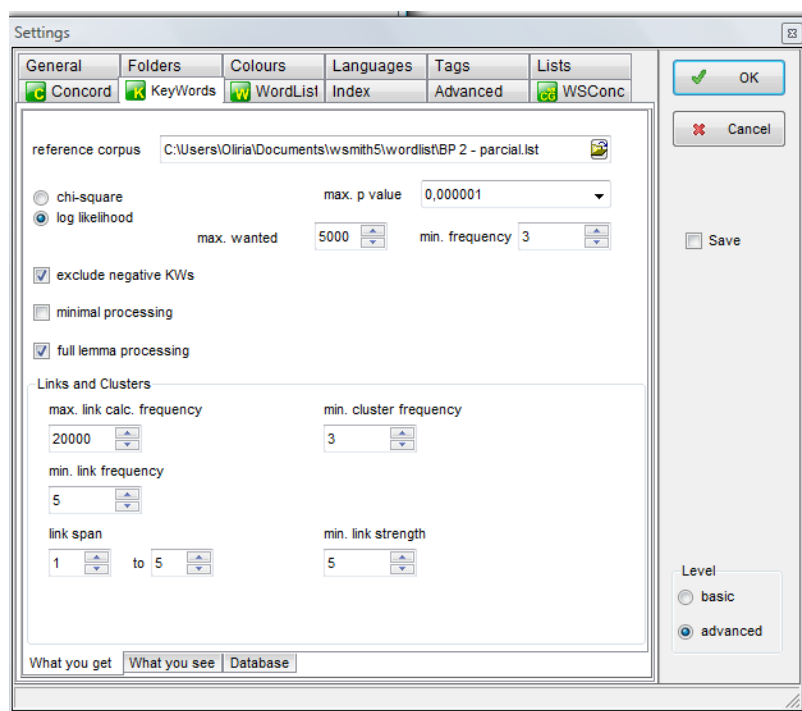 Settings
General Folders Colours Languages Tags Lists
C Concord K KeyWords W WordList Index Advanced CG WSConc
OK
Cancel
reference corpus C:\Users\Oliria\Documents\wsmith5\wordlist\BP 2 - parcial.lst
chi-square max. p value 0,000001
log likelihood
max. wanted 5000 min. frequency 3
Save
exclude negative KWs
minimal processing
full lemma processing
Links and Clusters
max. link calc. frequency min. cluster frequency
20000 3
min. link frequency
5
link span min. link strength
1 to 5 5
Level
basic
advanced
What you get What you see Database